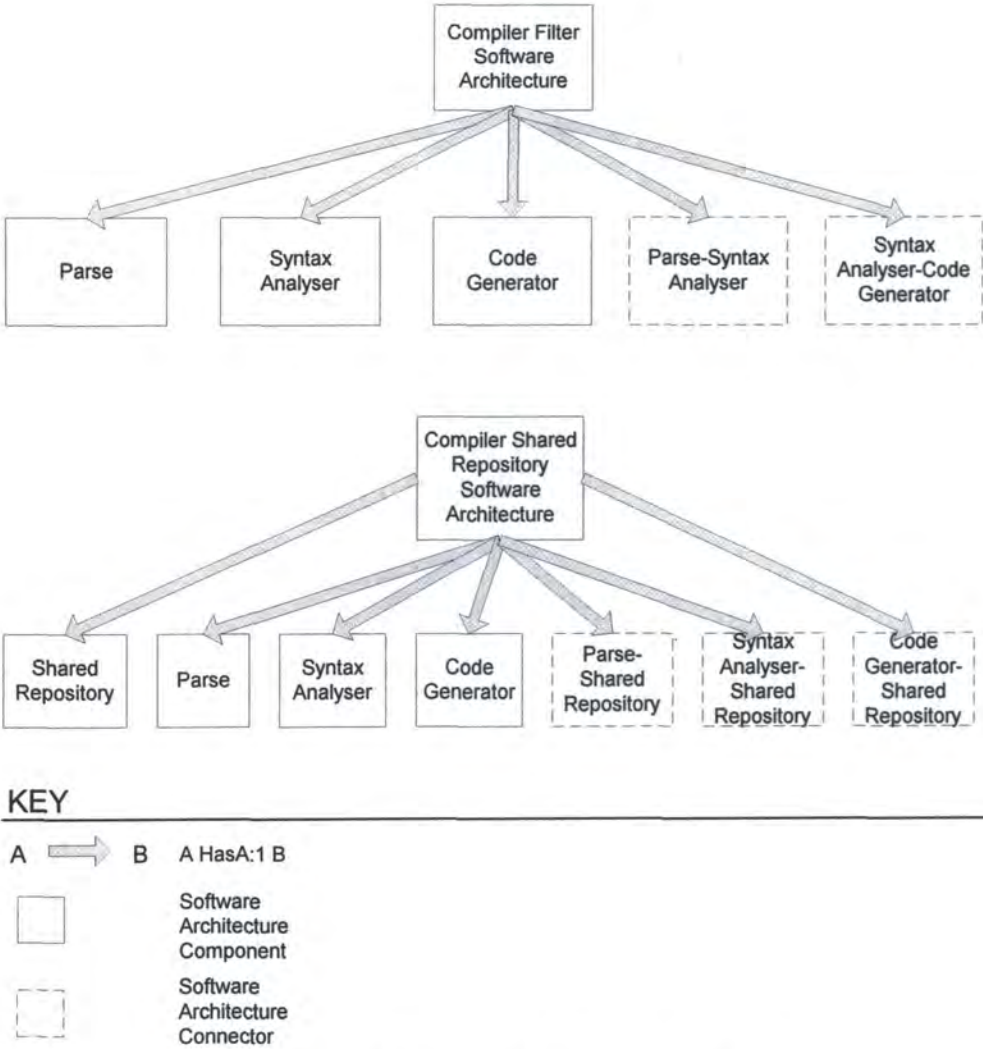 Compiler Filter
Software
Architecture
Parse
Syntax
Analyser
Code
Generator
Parse-Syntax
Analyser
Syntax
Analyser-Code
Generator
Compiler Shared
Repository
Software
Architecture
Shared
Repository
Parse
Syntax
Analyser
Code
Generator
Parse-
Shared
Repository
Syntax
Analyser-
Shared
Repository
Code
Generator-
Shared
Repository
KEY
A B A HasA:1 B
Software
Architecture
Component
Software
Architecture
Connector